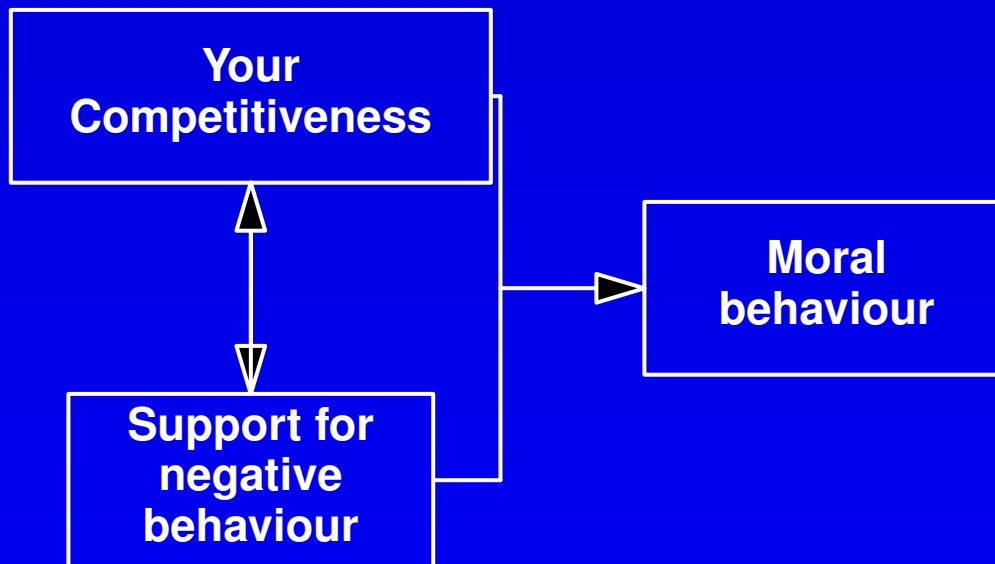 Your
Competitiveness
Moral
behaviour
Support for
negative
behaviour